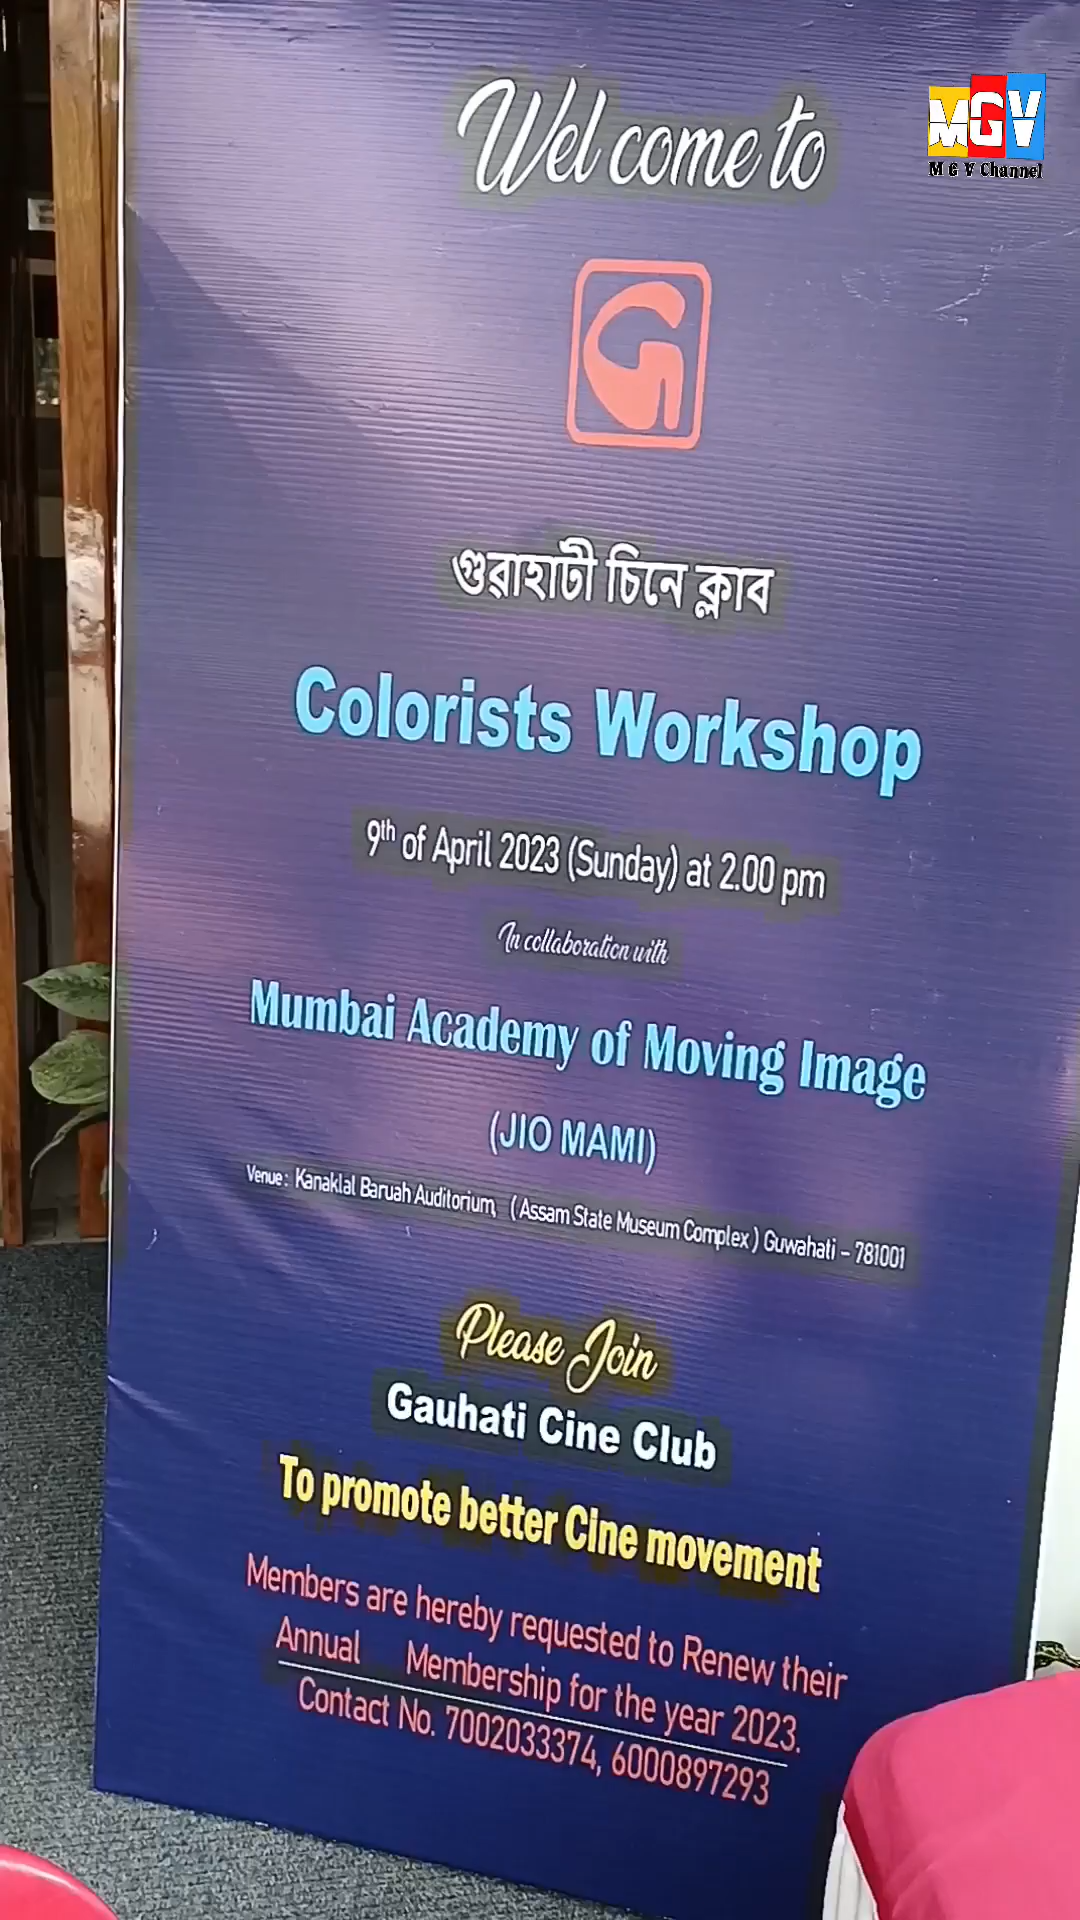 Wel come to
MGV
M G V Channel
G
গুৱাহাটী চিনে ক্লাব
Colorists Workshop
9th of April 2023 (Sunday) at 2.00 pm
In collaboration with
Mumbai Academy of Moving Image
(JIO MAMI)
Venue : Kanaklal Baruah Auditorium, ( Assam State Museum Complex ) Guwahati – 781001
Please Join
Gauhati Cine Club
To promote better Cine movement
Members are hereby requested to Renew their
Annual Membership for the year 2023.
Contact No. 7002033374, 6000897293